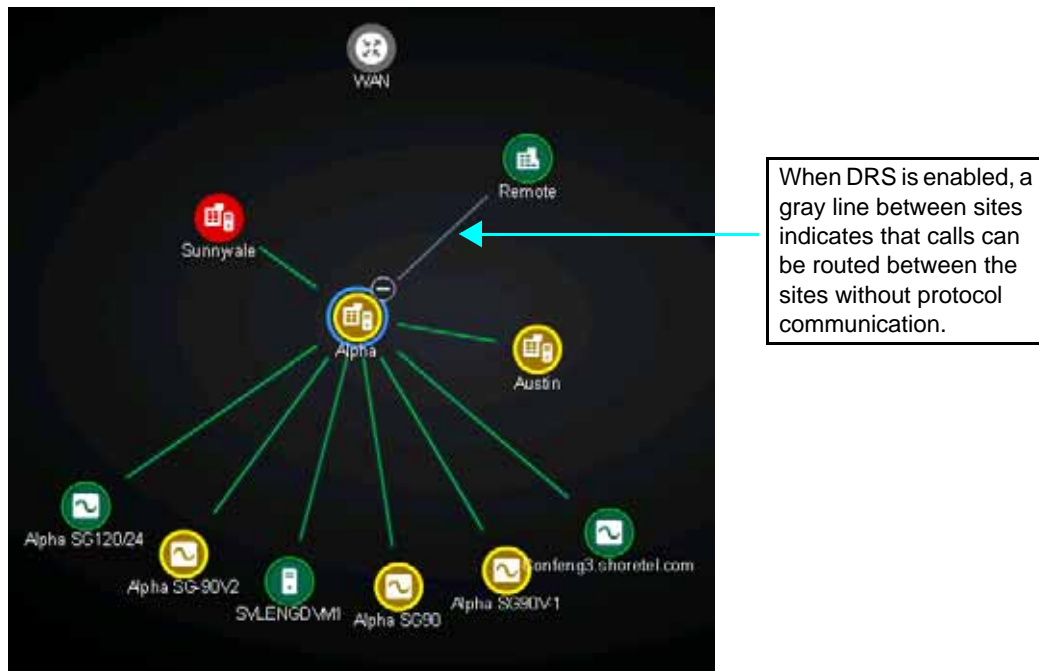 WAN
Remote
Sunnyvale
Alpha
Austin
Alpha SG120/24
Confeng3.shoretel.com
Alpha SG-90V2
SVLENGDVM1
Alpha SG90
Alpha SG90V-1
When DRS is enabled, a
gray line between sites
indicates that calls can
be routed between the
sites without protocol
communication.